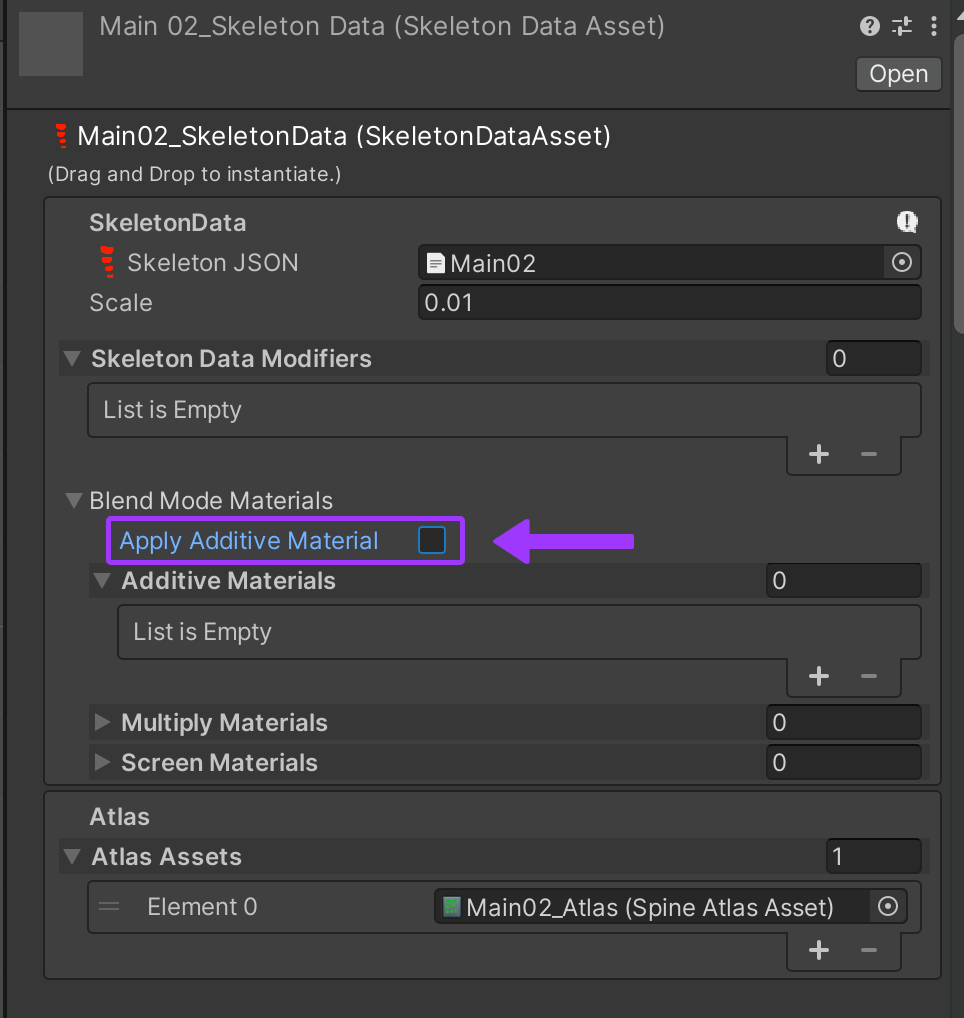 Main 02_Skeleton Data (Skeleton Data Asset)
Open
Main02_SkeletonData (SkeletonDataAsset)
(Drag and Drop to instantiate.)
SkeletonData
Skeleton JSON Main02
Scale 0.01
Skeleton Data Modifiers 0
List is Empty
Blend Mode Materials
Apply Additive Material
Additive Materials 0
List is Empty
Multiply Materials 0
Screen Materials 0
Atlas
Atlas Assets 1
Element 0 Main02_Atlas (Spine Atlas Asset)